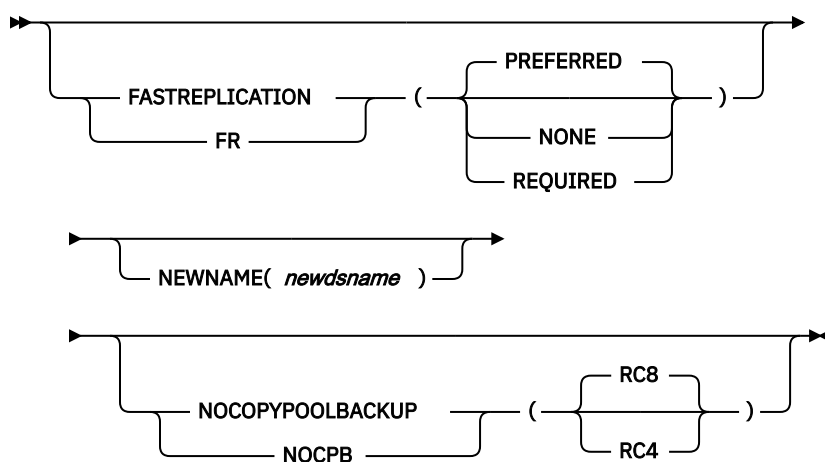 PREFERRED
FASTREPLICATION ( )
NONE
FR
REQUIRED
NEWNAME( newdsname )
RC8
NOCOPYPOOLBACKUP ( )
NOCPB
RC4